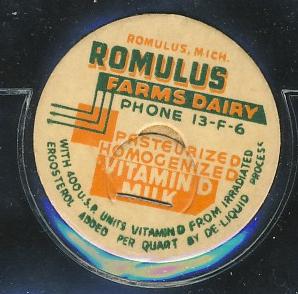 ROMULUS, MICH.
ROMULUS
FARMS DAIRY
PHONE 13-F-6
PASTEURIZED
HOMOGENIZED
VITAMIN D
MILK
WITH 400 U.S.P. UNITS VITAMIN D FROM IRRADIATED
ERGOSTEROL ADDED PER QUART BY DE-LIQUID PROCESS